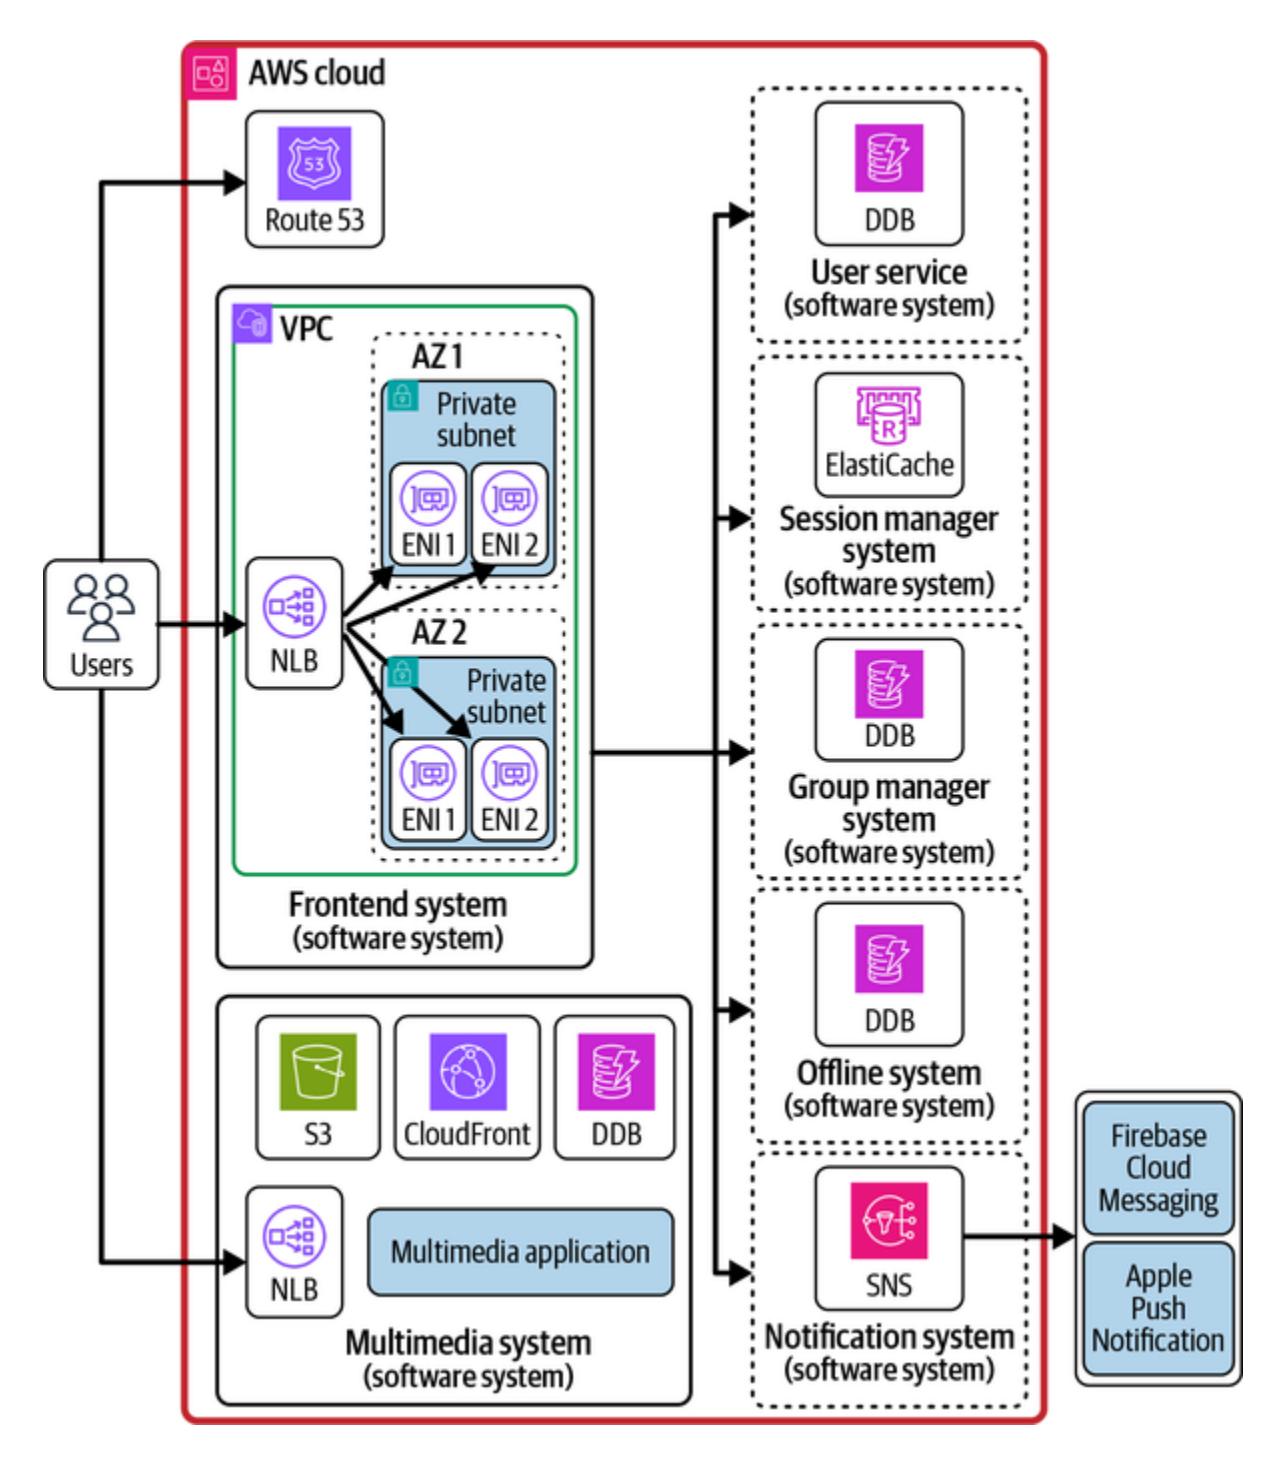 AWS cloud
53
Route 53
VPC
AZ 1
Private
subnet
ENI 1
ENI 2
Users
NLB
AZ 2
Private
subnet
ENI 1
ENI 2
Frontend system
(software system)
S3
CloudFront
DDB
NLB
Multimedia application
Multimedia system
(software system)
DDB
User service
(software system)
R
ElastiCache
Session manager
system
(software system)
DDB
Group manager
system
(software system)
DDB
Offline system
(software system)
SNS
Notification system
(software system)
Firebase
Cloud
Messaging
Apple
Push
Notification